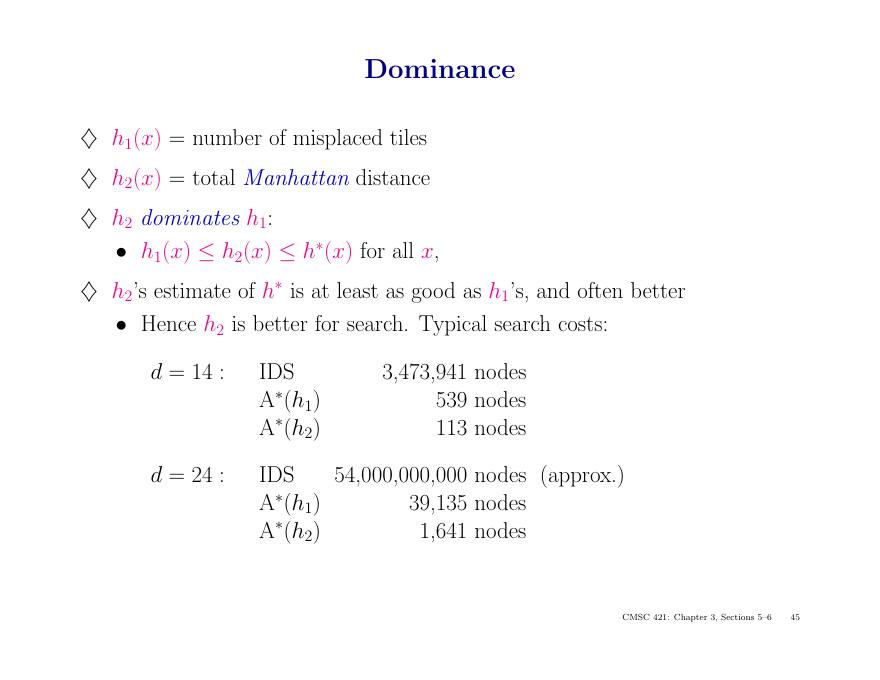 Dominance
♢ h₁(x) = number of misplaced tiles
♢ h₂(x) = total Manhattan distance
♢ h₂ dominates h₁:
• h₁(x) ≤ h₂(x) ≤ h*(x) for all x,
♢ h₂'s estimate of h* is at least as good as h₁'s, and often better
• Hence h₂ is better for search. Typical search costs:
d = 14 : IDS 3,473,941 nodes
A*(h₁) 539 nodes
A*(h₂) 113 nodes
d = 24 : IDS 54,000,000,000 nodes (approx.)
A*(h₁) 39,135 nodes
A*(h₂) 1,641 nodes
CMSC 421: Chapter 3, Sections 5–6 45